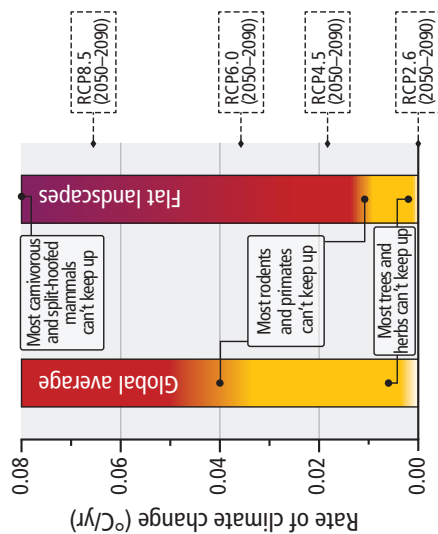 RCP8.5
(2050–2090)
RCP6.0
(2050–2090)
RCP4.5
(2050–2090)
RCP2.6
(2050–2090)
Flat landscapes
Most carnivorous
and split-hoofed
mammals
can't keep up
Most rodents
and primates
can't keep up
Most trees and
herbs can't keep up
Global average
0.08
0.06
0.04
0.02
0.00
Rate of climate change (°C/yr)